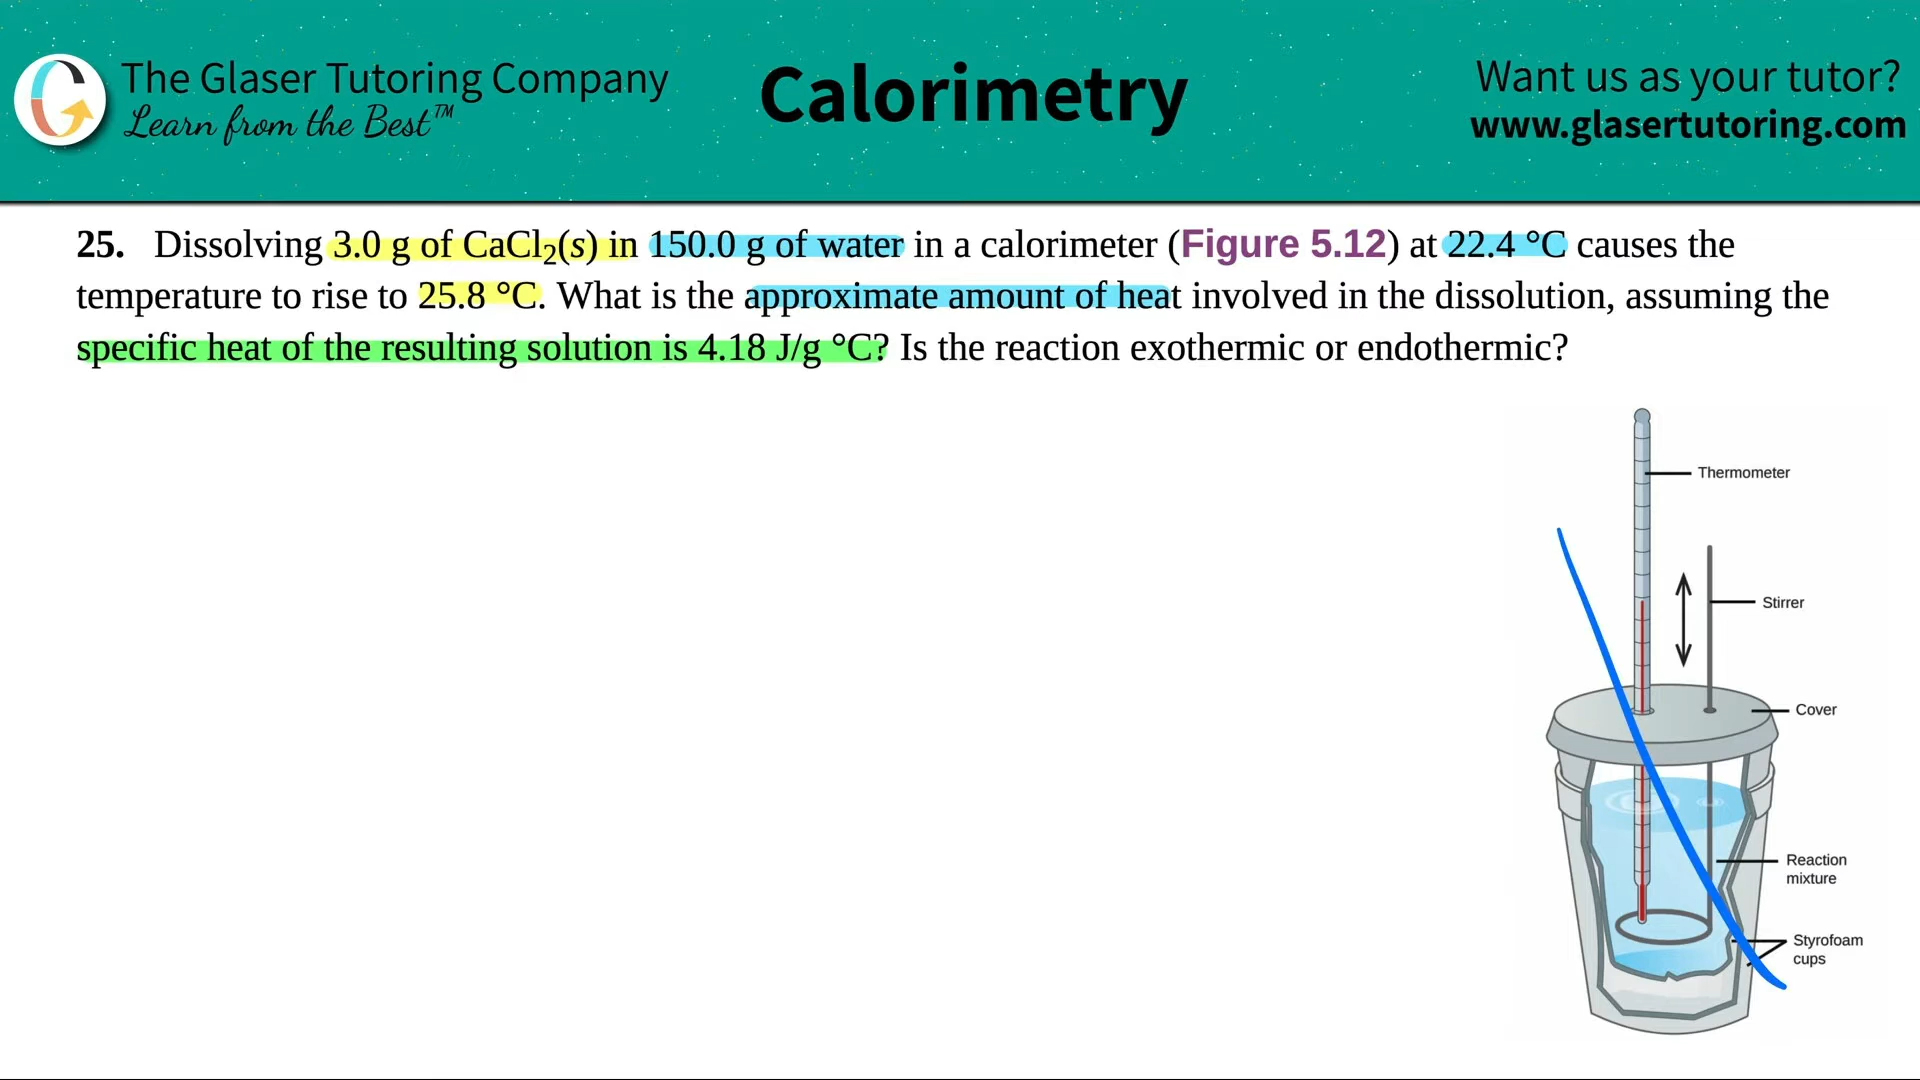 The Glaser Tutoring Company
Learn from the Best™
Calorimetry
Want us as your tutor?
www.glasertutoring.com
25. Dissolving 3.0 g of CaCl₂(s) in 150.0 g of water in a calorimeter (Figure 5.12) at 22.4 °C causes the
temperature to rise to 25.8 °C. What is the approximate amount of heat involved in the dissolution, assuming the
specific heat of the resulting solution is 4.18 J/g °C? Is the reaction exothermic or endothermic?
Thermometer
Stirrer
Cover
Reaction
mixture
Styrofoam
cups